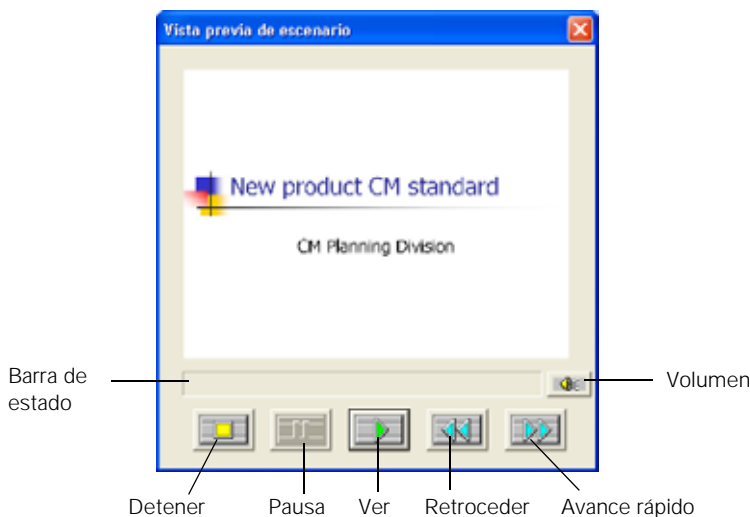 Vista previa de escenario
New product CM standard
CM Planning Division
Barra de
estado
Volumen
Detener
Pausa
Ver
Retroceder
Avance rápido